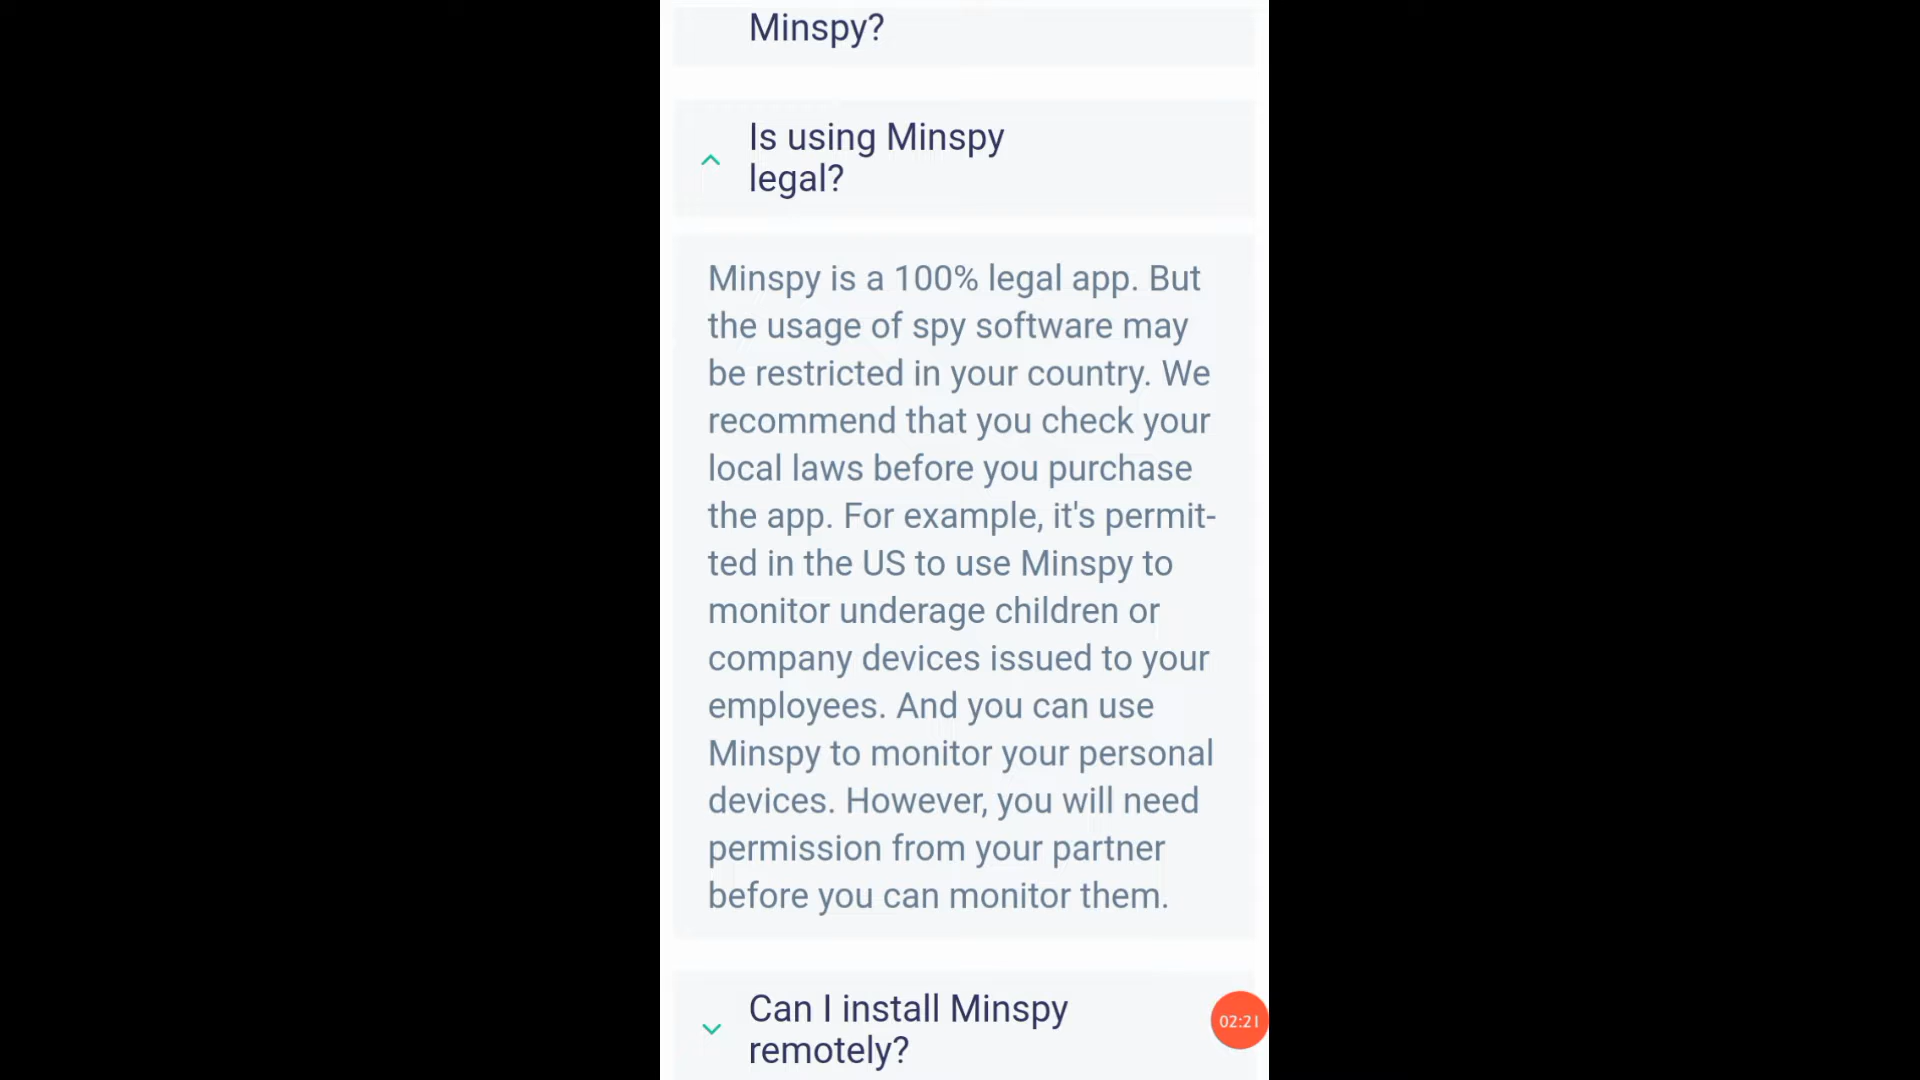 Minspy?
Is using Minspy
legal?
Minspy is a 100% legal app. But
the usage of spy software may
be restricted in your country. We
recommend that you check your
local laws before you purchase
the app. For example, it's permit-
ted in the US to use Minspy to
monitor underage children or
company devices issued to your
employees. And you can use
Minspy to monitor your personal
devices. However, you will need
permission from your partner
before you can monitor them.
Can I install Minspy
remotely?
02:21